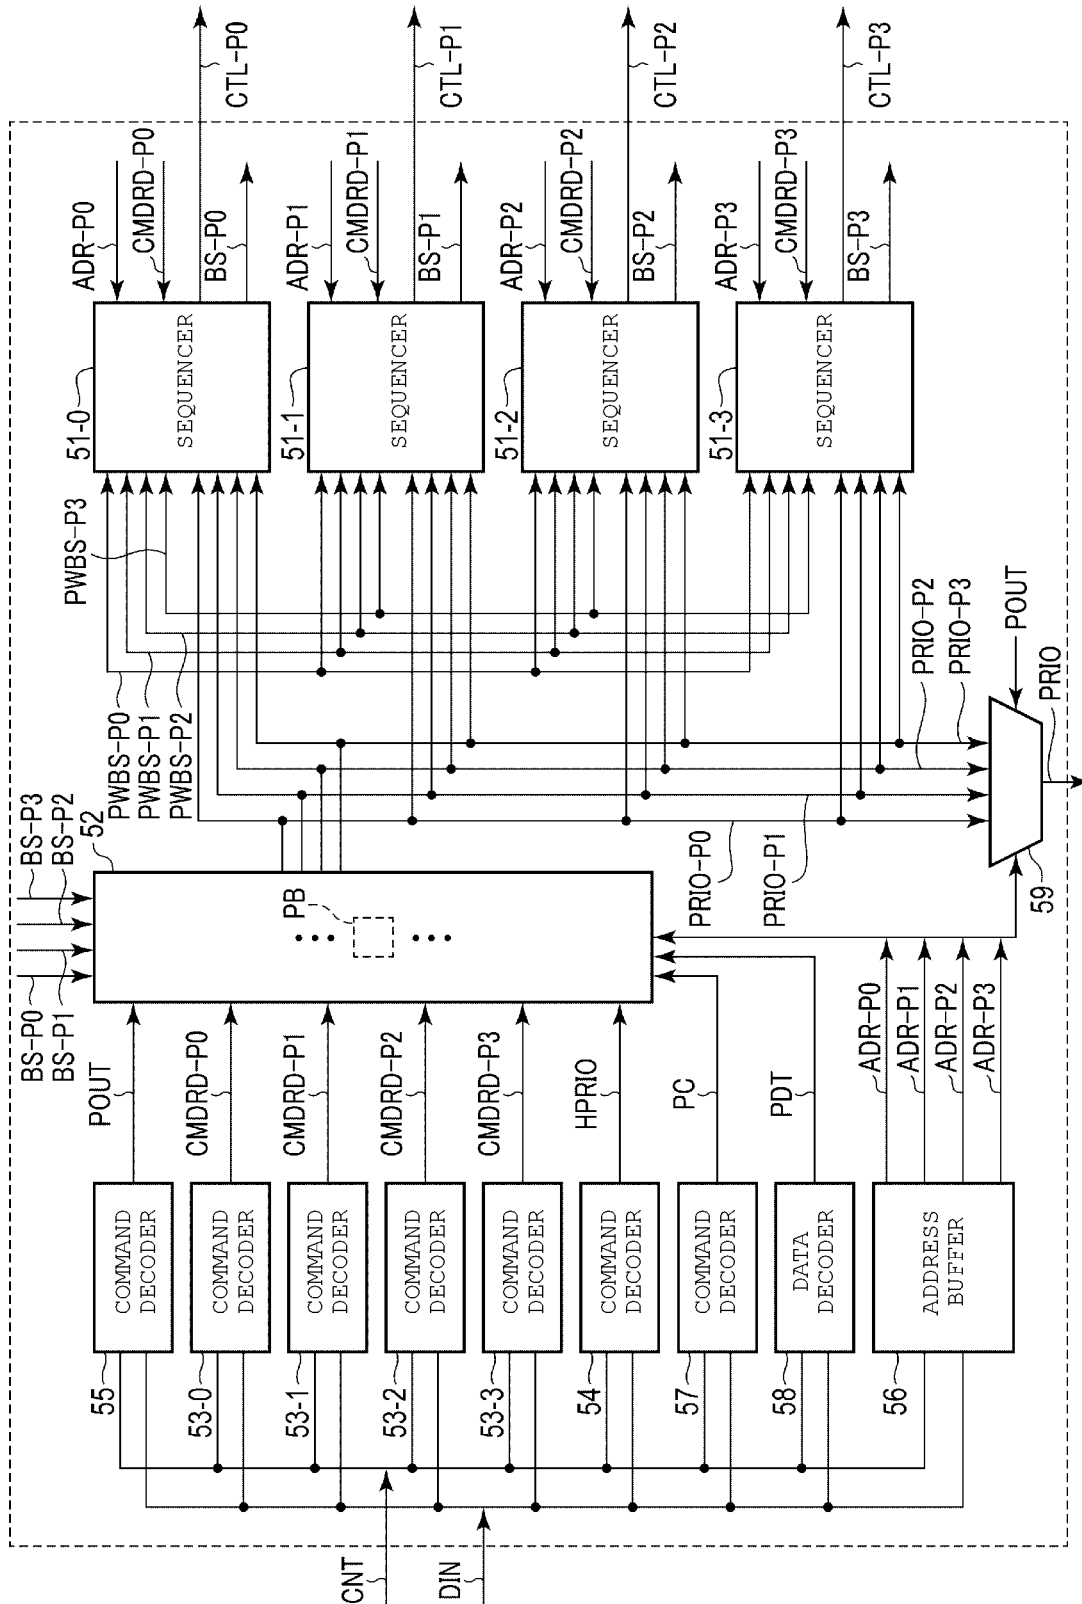 CNT
DIN
55
COMMAND
DECODER
53-0
COMMAND
DECODER
53-1
COMMAND
DECODER
53-2
COMMAND
DECODER
53-3
COMMAND
DECODER
54
COMMAND
DECODER
57
COMMAND
DECODER
58
DATA
DECODER
56
ADDRESS
BUFFER
POUT
CMDRD-P0
CMDRD-P1
CMDRD-P2
CMDRD-P3
HPRIO
PC
PDT
ADR-P0
ADR-P1
ADR-P2
ADR-P3
BS-P0
BS-P1
BS-P2
BS-P3
52
PB
PWBS-P0
PWBS-P1
PWBS-P2
PWBS-P3
PRIO-P0
PRIO-P1
PRIO-P2
PRIO-P3
59
POUT
PRIO
51-0
SEQUENCER
ADR-P0
CMDRD-P0
BS-P0
CTL-P0
51-1
SEQUENCER
ADR-P1
CMDRD-P1
BS-P1
CTL-P1
51-2
SEQUENCER
ADR-P2
CMDRD-P2
BS-P2
CTL-P2
51-3
SEQUENCER
ADR-P3
CMDRD-P3
BS-P3
CTL-P3